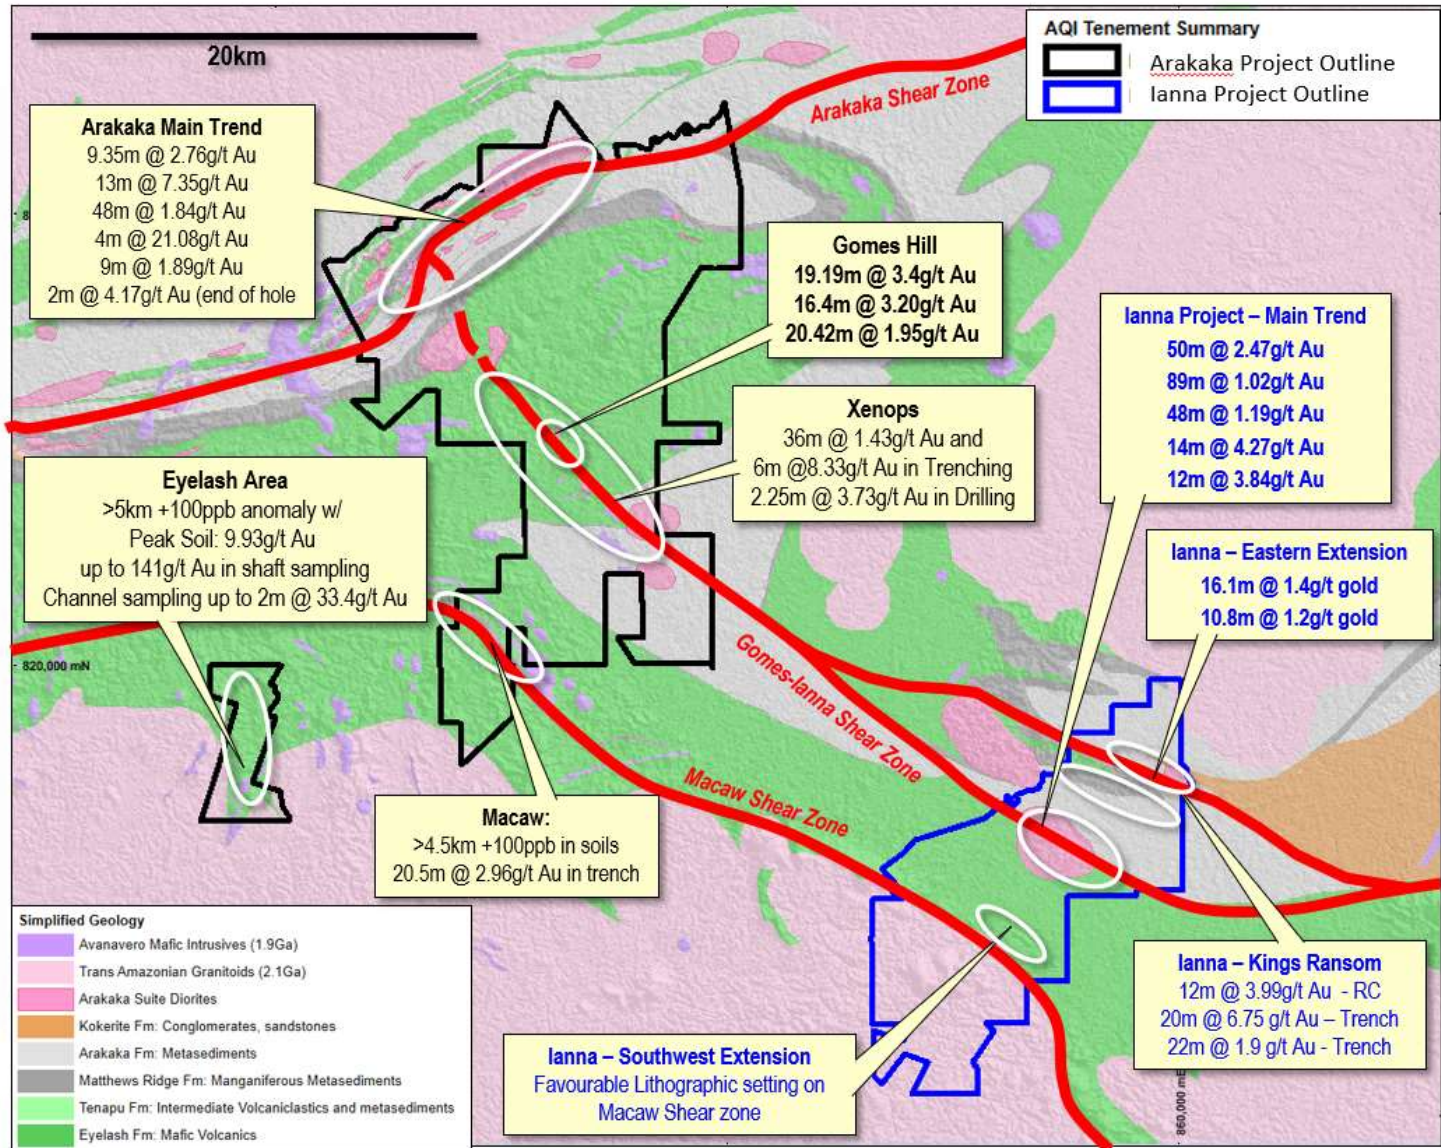 20km
AQI Tenement Summary
Arakaka Project Outline
Ianna Project Outline
Arakaka Shear Zone
Arakaka Main Trend
9.35m @ 2.76g/t Au
13m @ 7.35g/t Au
48m @ 1.84g/t Au
4m @ 21.08g/t Au
9m @ 1.89g/t Au
2m @ 4.17g/t Au (end of hole
8
Gomes Hill
19.19m @ 3.4g/t Au
16.4m @ 3.20g/t Au
20.42m @ 1.95g/t Au
Ianna Project – Main Trend
50m @ 2.47g/t Au
89m @ 1.02g/t Au
48m @ 1.19g/t Au
14m @ 4.27g/t Au
12m @ 3.84g/t Au
Xenops
36m @ 1.43g/t Au and
6m @8.33g/t Au in Trenching
2.25m @ 3.73g/t Au in Drilling
Eyelash Area
>5km +100ppb anomaly w/
Peak Soil: 9.93g/t Au
up to 141g/t Au in shaft sampling
Channel sampling up to 2m @ 33.4g/t Au
Ianna – Eastern Extension
16.1m @ 1.4g/t gold
10.8m @ 1.2g/t gold
820,000 mN
Gomes-Ianna Shear Zone
Macaw Shear Zone
Macaw:
>4.5km +100ppb in soils
20.5m @ 2.96g/t Au in trench
Ianna – Kings Ransom
12m @ 3.99g/t Au  - RC
20m @ 6.75 g/t Au – Trench
22m @ 1.9 g/t Au - Trench
Ianna – Southwest Extension
Favourable Lithographic setting on
Macaw Shear zone
860,000 mE
Simplified Geology
Avanavero Mafic Intrusives (1.9Ga)
Trans Amazonian Granitoids (2.1Ga)
Arakaka Suite Diorites
Kokerite Fm: Conglomerates, sandstones
Arakaka Fm: Metasediments
Matthews Ridge Fm: Manganiferous Metasediments
Tenapu Fm: Intermediate Volcaniclastics and metasediments
Eyelash Fm: Mafic Volcanics